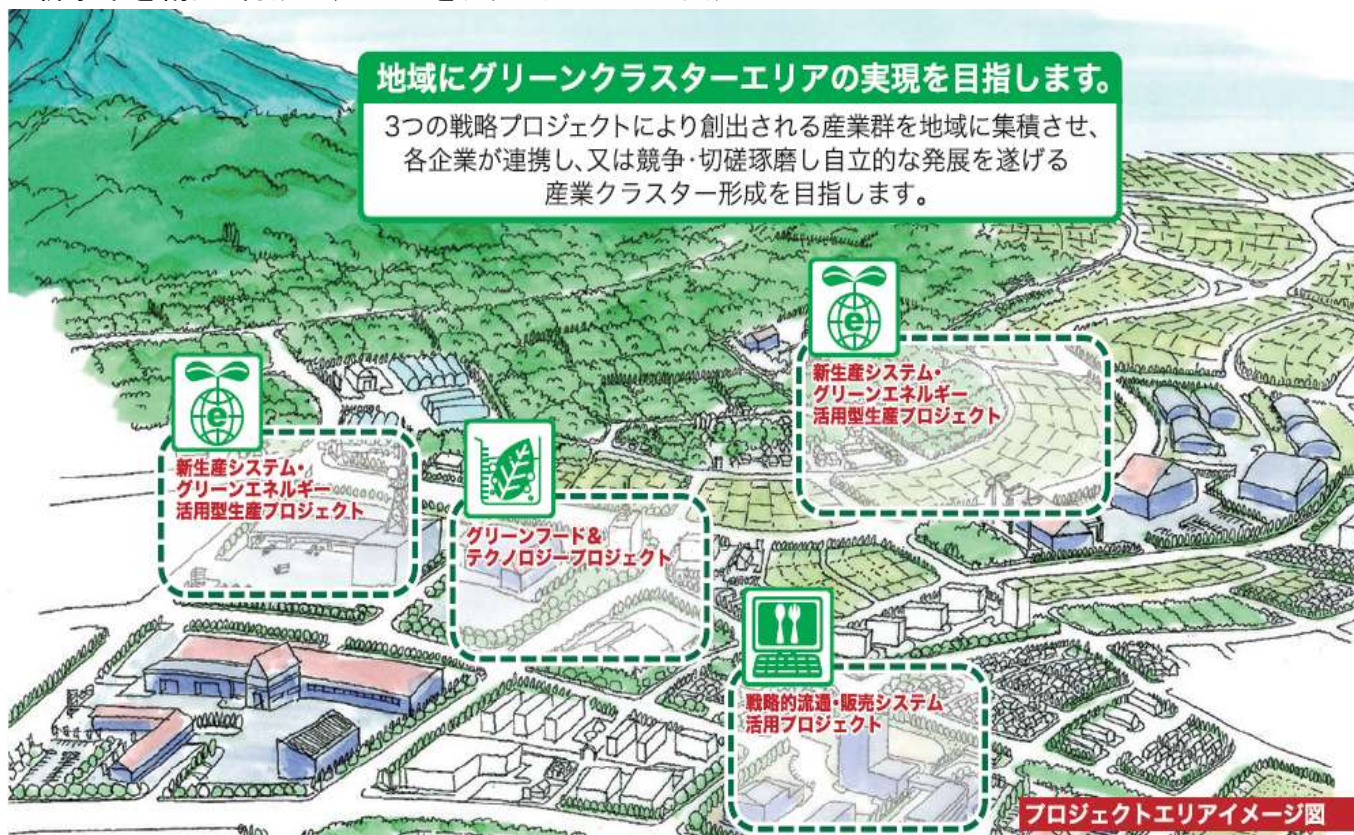 地域にグリーンクラスターエリアの実現を目指します。
3つの戦略プロジェクトにより創出される産業群を地域に集積させ、
各企業が連携し、又は競争・切磋琢磨し自立的な発展を遂げる
産業クラスター形成を目指します。
e
新生産システム・
グリーンエネルギー
活用型生産プロジェクト
e
新生産システム・
グリーンエネルギー
活用型生産プロジェクト
グリーンフード&
テクノロジープロジェクト
戦略的流通・販売システム
活用プロジェクト
プロジェクトエリアイメージ図